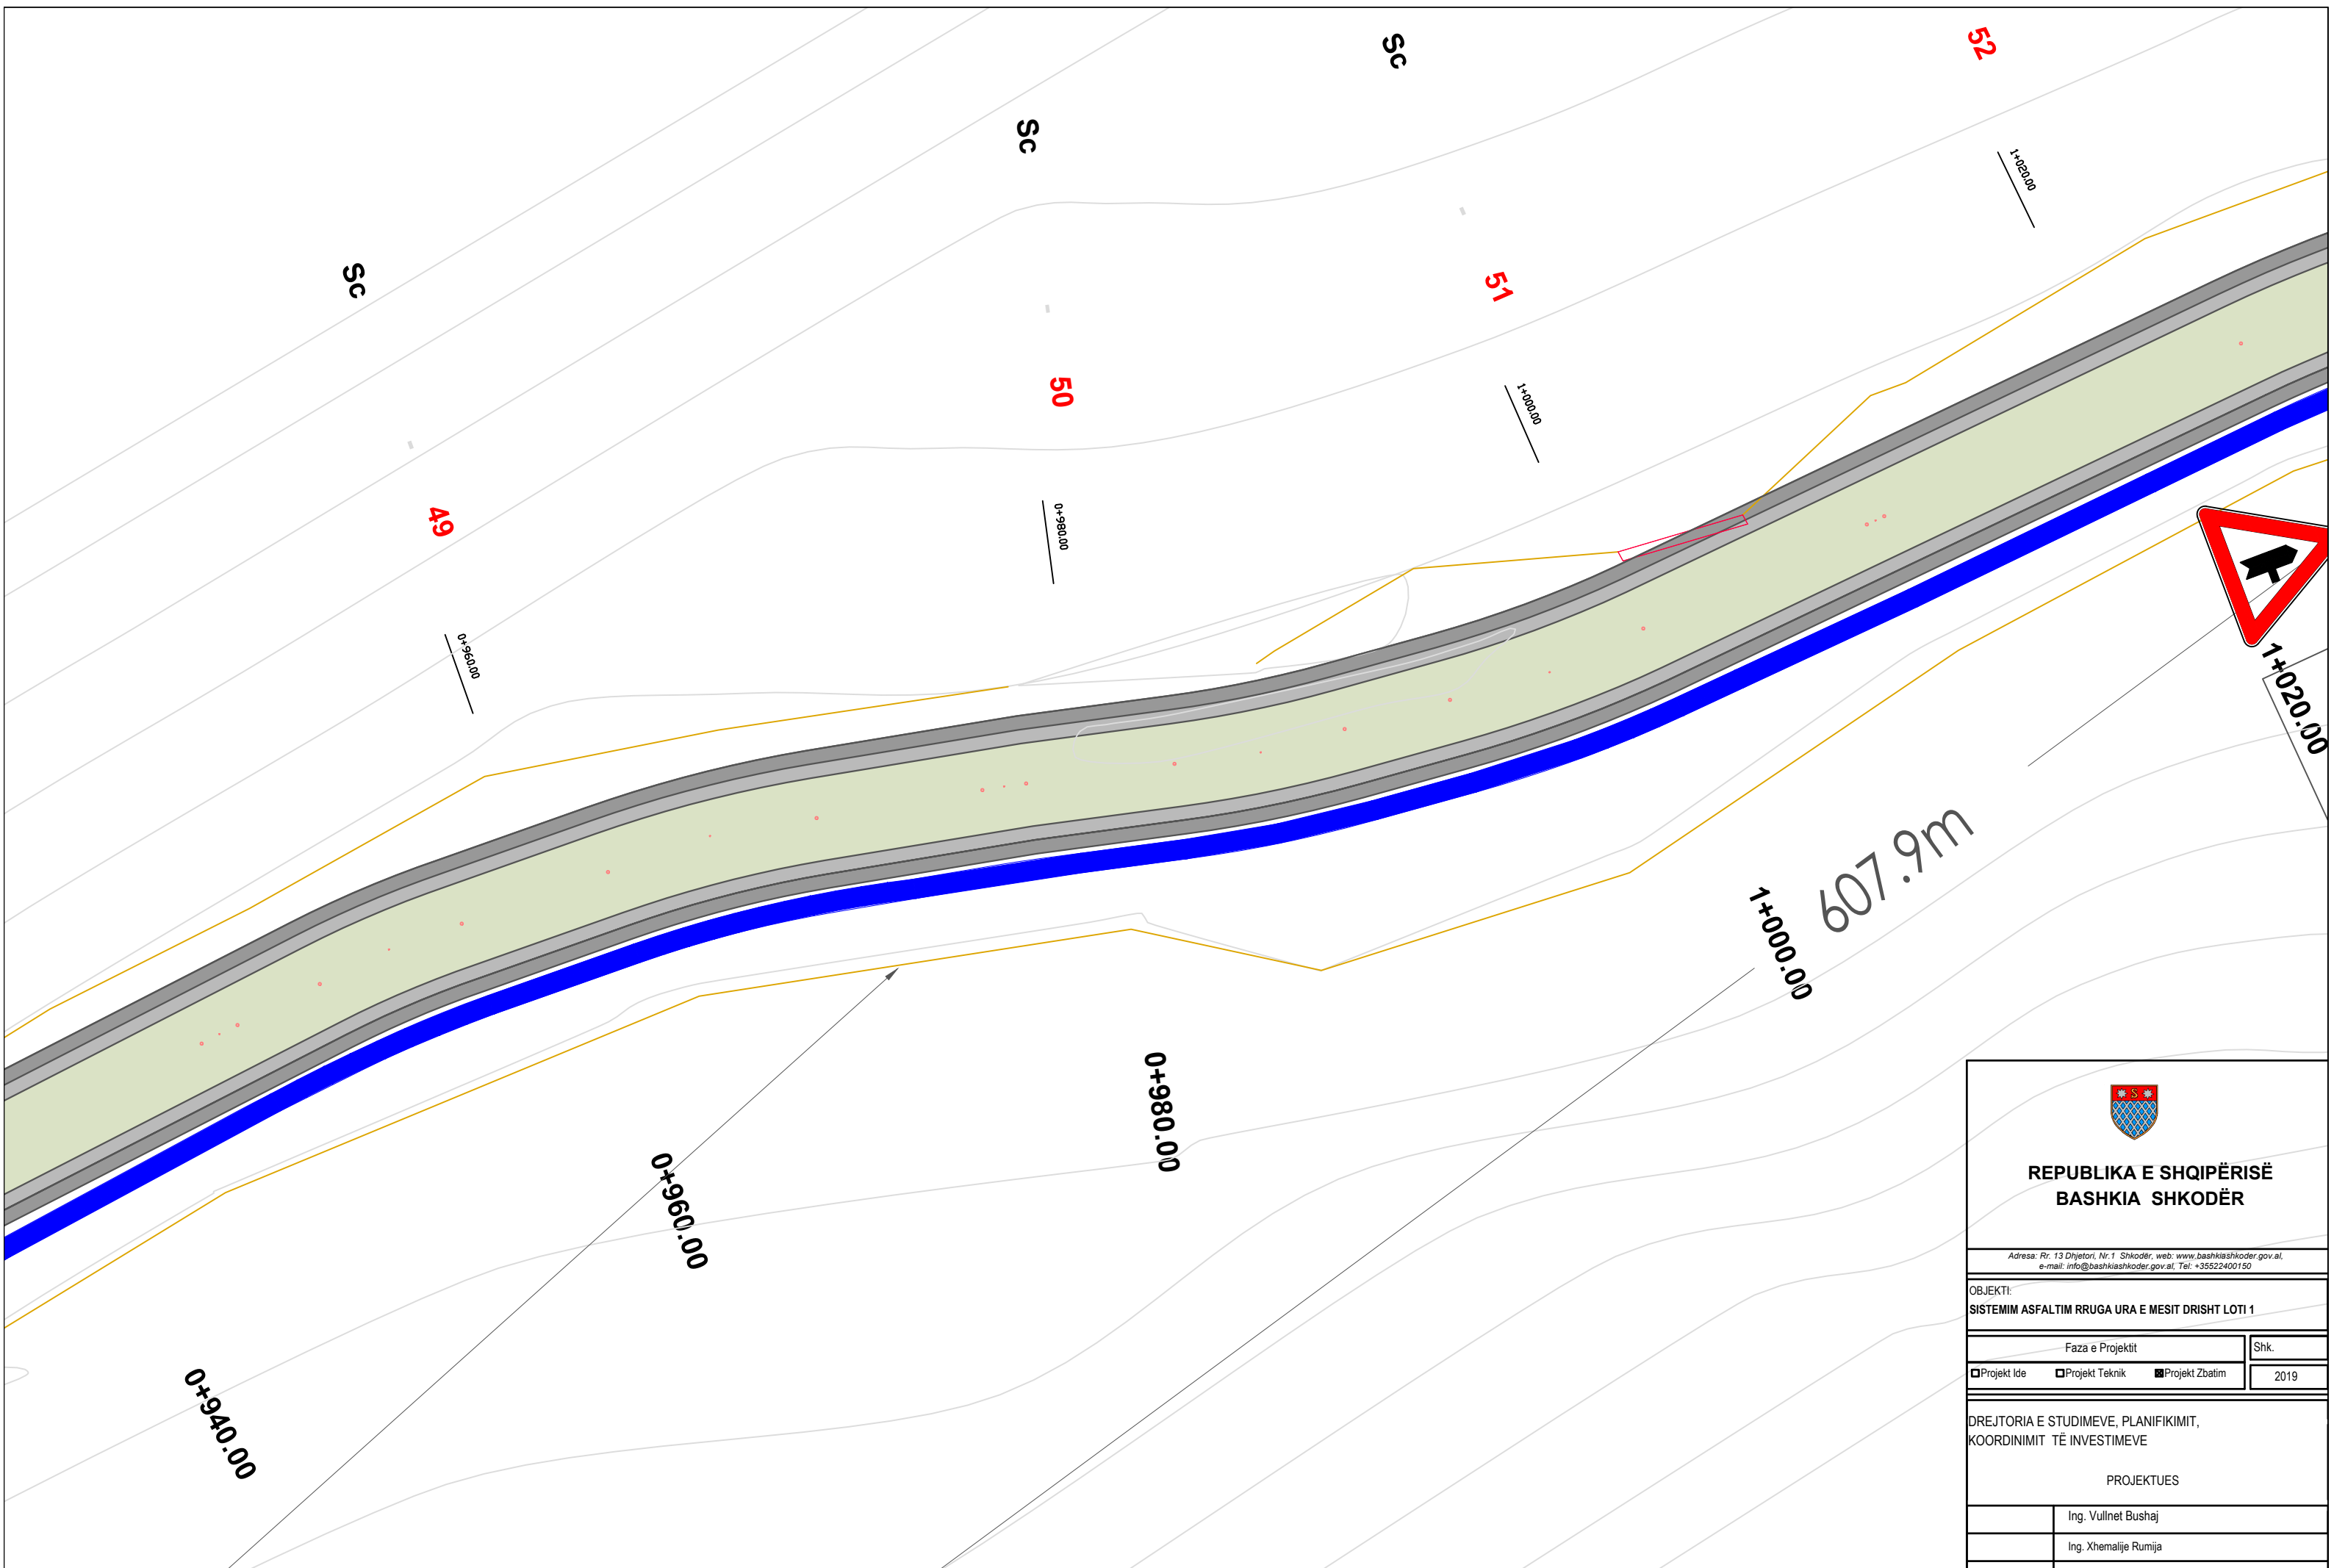 Sc
52
Sc
1+020.00
Sc
51
50
1+000.00
49
0+980.00
0+960.00
1+020.00
607.9m
1+000.00
0+980.00
0+960.00
0+940.00
S
REPUBLIKA E SHQIPËRISË
BASHKIA SHKODËR
Adresa: Rr. 13 Dhjetori, Nr.1 Shkodër, web: www.bashkiashkoder.gov.al,
e-mail: info@bashkiashkoder.gov.al, Tel: +35522400150
OBJEKTI:
SISTEMIM ASFALTIM RRUGA URA E MESIT DRISHT LOTI 1
Faza e Projektit
Shk.
Projekt Ide Projekt Teknik Projekt Zbatim
2019
DREJTORIA E STUDIMEVE, PLANIFIKIMIT,
KOORDINIMIT TË INVESTIMEVE
PROJEKTUES
Ing. Vullnet Bushaj
Ing. Xhemalije Rumija